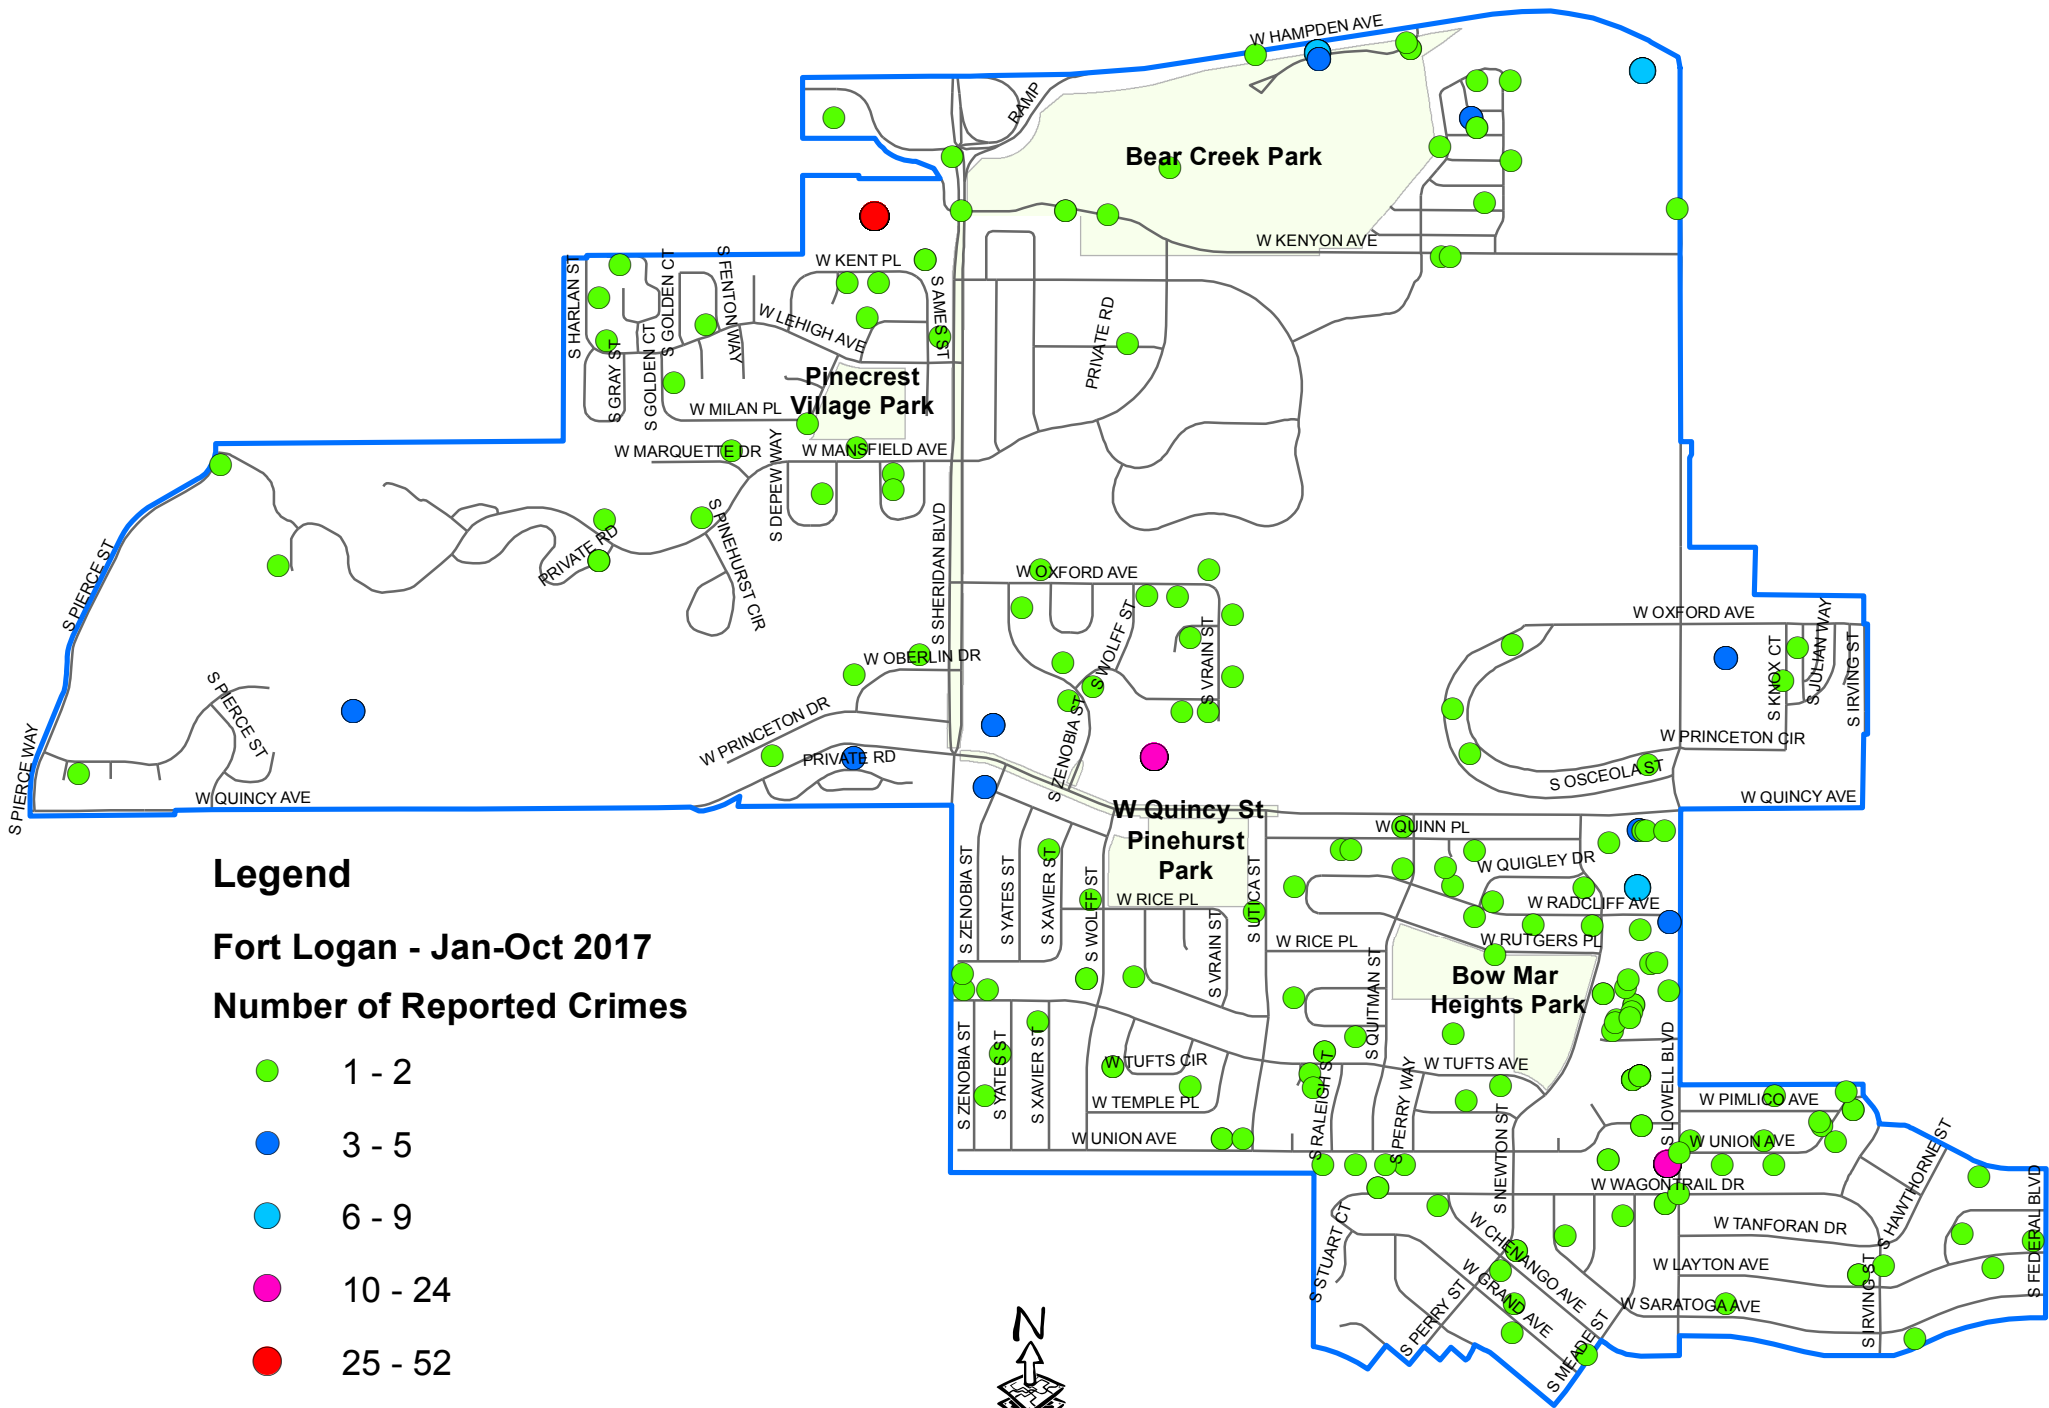 W HAMPDEN AVE
RAMP
Bear Creek Park
W KENYON AVE
W KENT PL
S HARLAN ST
S GOLDEN CT
S FENTON WAY
W LEHIGH AVE
S AMES ST
PRIVATE RD
S GRAY ST
S GOLDEN CT
Pinecrest
Village Park
W MILAN PL
W MARQUETTE DR
W MANSFIELD AVE
S DEPEW WAY
S PINEHURST CIR
PRIVATE RD
S SHERIDAN BLVD
S PIERCE ST
W OXFORD AVE
S WOLFF ST
S VRAIN ST
W OBERLIN DR
S ZENOBIA ST
W OXFORD AVE
S KNOX CT
S JULIAN WAY
S IRVING ST
S PIERCE ST
S PIERCE WAY
W PRINCETON DR
PRIVATE RD
W PRINCETON CIR
S OSCEOLA ST
W QUINCY AVE
W QUINCY AVE
W Quincy St
Pinehurst
Park
W QUINN PL
W QUIGLEY DR
W RADCLIFF AVE
W RUTGERS PL
S ZENOBIA ST
S YATES ST
S XAVIER ST
S WOLFF ST
W RICE PL
S VRAIN ST
S UTICA ST
W RICE PL
S QUITMAN ST
Bow Mar
Heights Park
Legend
Fort Logan - Jan-Oct 2017
Number of Reported Crimes
1 - 2
3 - 5
6 - 9
10 - 24
25 - 52
S ZENOBIA ST
S YATES ST
S XAVIER ST
W TUFTS CIR
W TEMPLE PL
W UNION AVE
S RALEIGH ST
S PERRY WAY
W TUFTS AVE
S NEWTON ST
S LOWELL BLVD
W PIMLICO AVE
W UNION AVE
W WAGON TRAIL DR
W TANFORAN DR
S HAWTHORNE ST
S FEDERAL BLVD
W LAYTON AVE
W SARATOGA AVE
S IRVING ST
S STUART CT
W CHENANGO AVE
W GRAND AVE
S PERRY ST
S MEADE ST
N